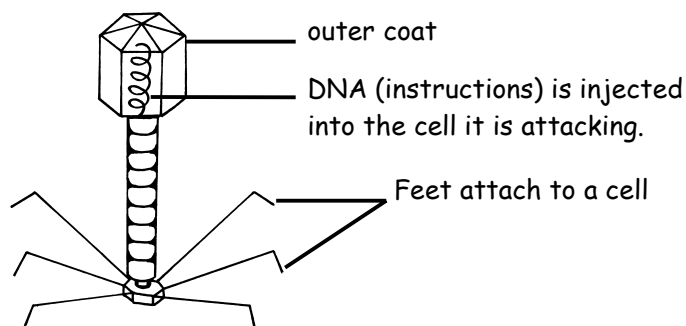 outer coat
DNA (instructions) is injected
into the cell it is attacking.
Feet attach to a cell